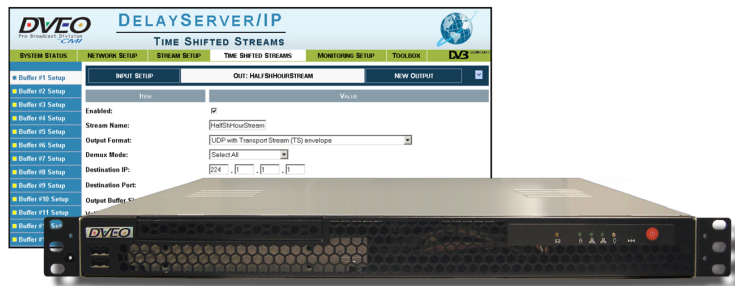 DVEO
Pro Broadcast Division
CMI
DELAYSERVER/IP
TIME SHIFTED STREAMS
SYSTEM STATUS NETWORK SETUP STREAM SETUP TIME SHIFTED STREAMS MONITORING SETUP TOOLBOX DVB
INPUT SETUP OUT: HALFSHHOURSTREAM NEW OUTPUT
ITEM VALUE
Buffer #1 Setup
Buffer #2 Setup
Buffer #3 Setup
Buffer #4 Setup
Buffer #5 Setup
Buffer #6 Setup
Buffer #7 Setup
Buffer #8 Setup
Buffer #9 Setup
Buffer #10 Setup
Buffer #11 Setup
Buffer
Buffer
Enabled:
Stream Name: HalfShHourStream
Output Format: UDP with Transport Stream (TS) envelope
Demux Mode: Select All
Destination IP: 224 . 1 . 1 . 1
Destination Port:
Output Buffer
DVEO